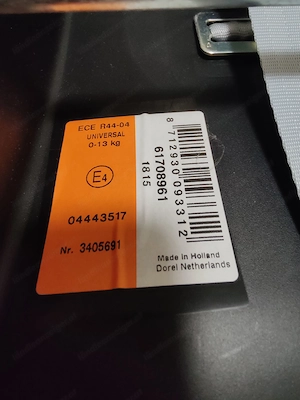 ECE R44-04
UNIVERSAL
0-13 kg
E4
04443517
Nr. 3405691
8 712930 093312
61708961
1815
Made in Holland
Dorel Netherlands